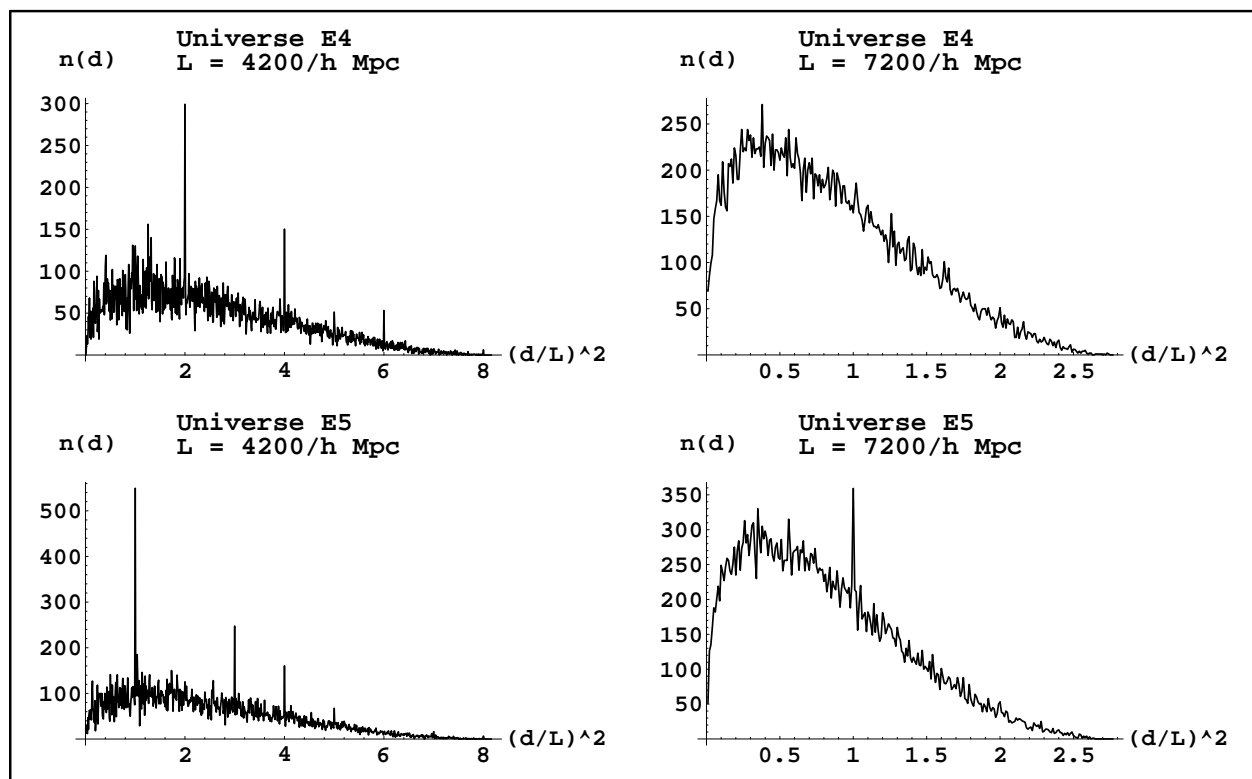 Universe E4
L = 4200/h Mpc
n(d)
300
250
200
150
100
50
2 4 6 8
(d/L)^2
Universe E4
L = 7200/h Mpc
n(d)
250
200
150
100
50
0.5 1 1.5 2 2.5
(d/L)^2
Universe E5
L = 4200/h Mpc
n(d)
500
400
300
200
100
2 4 6 8
(d/L)^2
Universe E5
L = 7200/h Mpc
n(d)
350
300
250
200
150
100
50
0.5 1 1.5 2 2.5
(d/L)^2